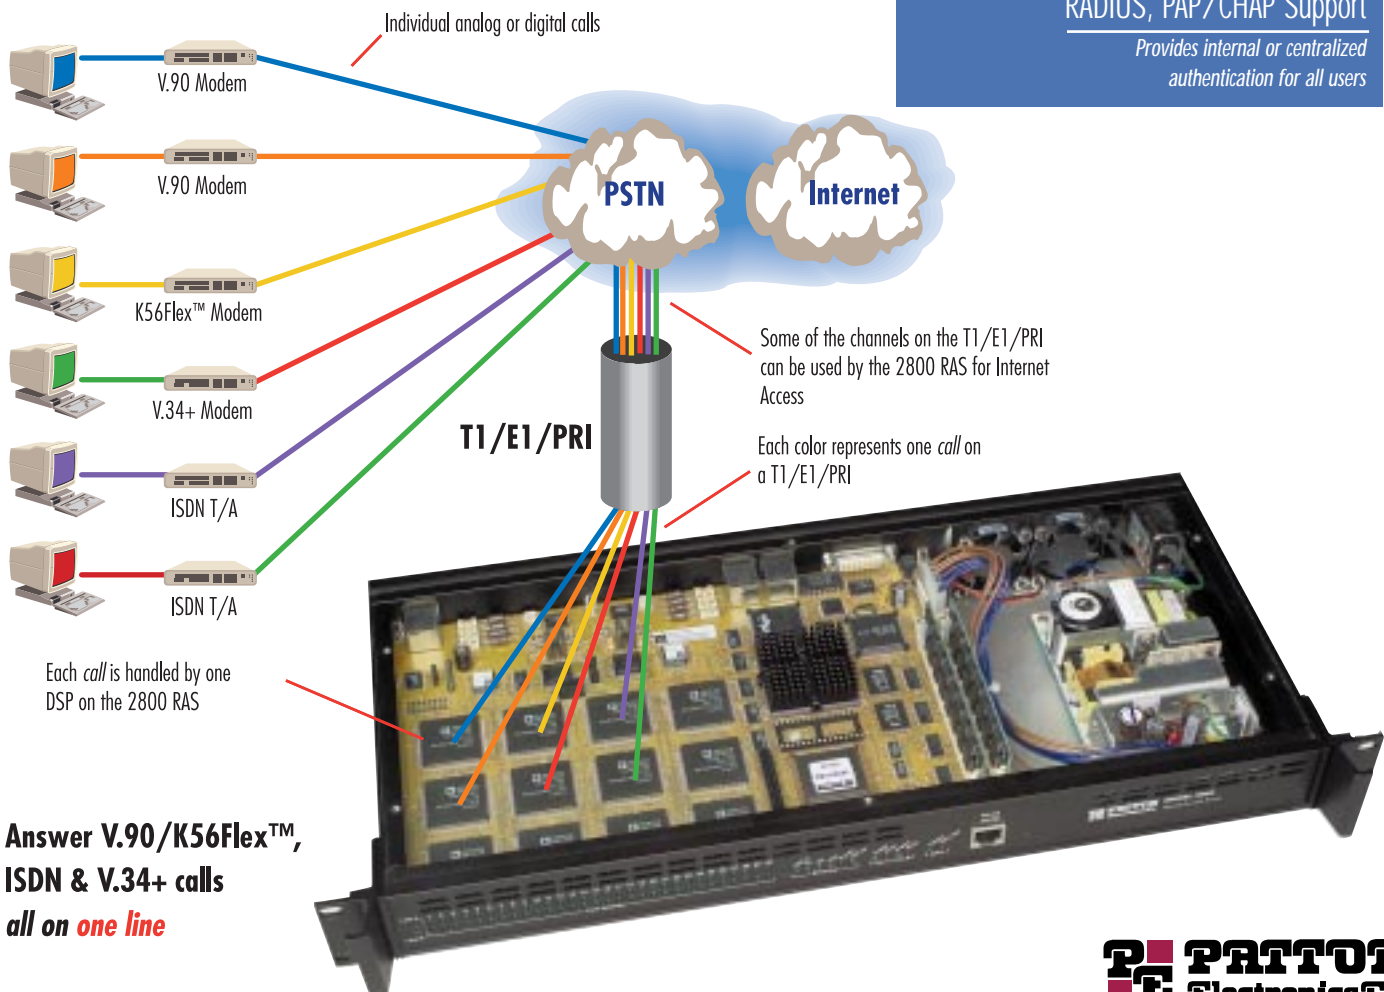 RADIUS, PAP/CHAP Support
Provides internal or centralized
authentication for all users
Individual analog or digital calls
V.90 Modem
V.90 Modem
K56Flex™ Modem
V.34+ Modem
ISDN T/A
ISDN T/A
PSTN
Internet
Some of the channels on the T1/E1/PRI
can be used by the 2800 RAS for Internet
Access
T1/E1/PRI
Each color represents one call on
a T1/E1/PRI
Each call is handled by one
DSP on the 2800 RAS
Answer V.90/K56Flex™,
ISDN & V.34+ calls
all on one line